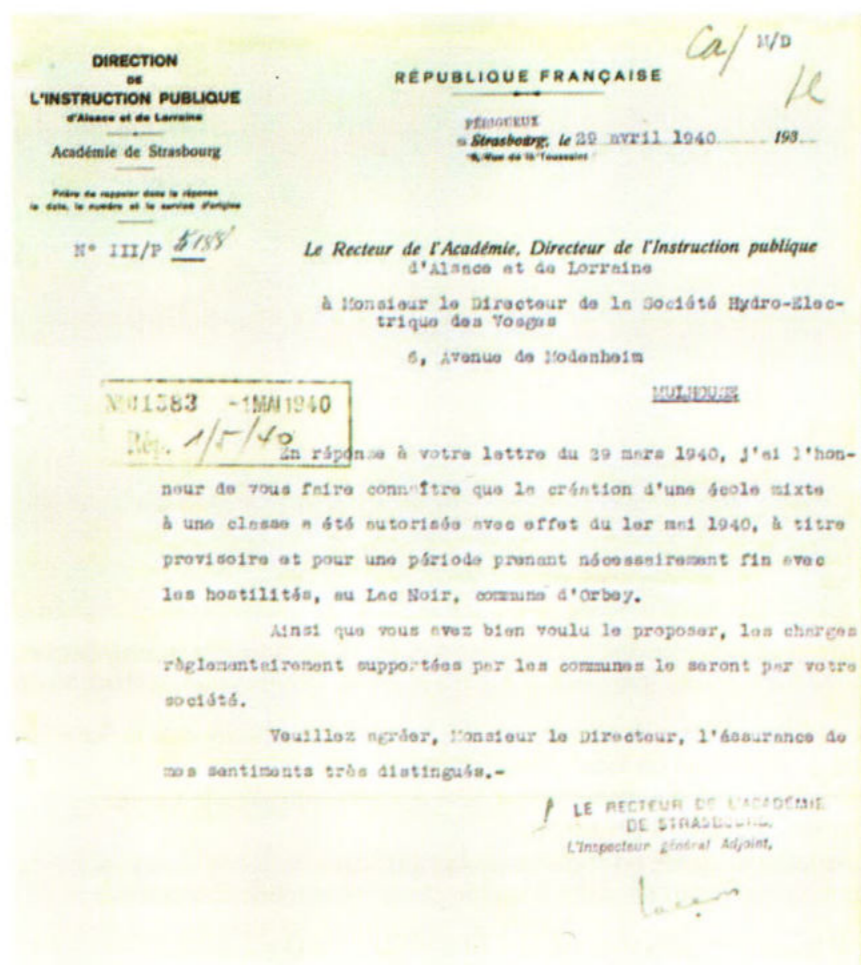 M/D
DIRECTION
DE
L'INSTRUCTION PUBLIQUE
d'Alsace et de Lorraine
Académie de Strasbourg
Prière de rappeler dans la réponse
la date, le numéro et le service d'origine
N° III/P 5188
RÉPUBLIQUE FRANÇAISE
PÉRIGUEUX
Strasbourg, le 29 avril 1940 193
6, Rue de la Toussaint
Le Recteur de l'Académie, Directeur de l'Instruction publique
d'Alsace et de Lorraine
à Monsieur le Directeur de la Société Hydro-Elec-
trique des Vosges
6, Avenue de Modenheim
MULHOUSE
N° 01383 -1 MAI 1940
Rép. 1/5/40
En réponse à votre lettre du 29 mars 1940, j'ai l'hon-
neur de vous faire connaître que la création d'une école mixte
à une classe a été autorisée avec effet du 1er mai 1940, à titre
provisoire et pour une période prenant nécessairement fin avec
les hostilités, au Lac Noir, commune d'Orbey.
Ainsi que vous avez bien voulu le proposer, les charges
règlementairement supportées par les communes le seront par votre
société.
Veuillez agréer, Monsieur le Directeur, l'assurance de
mes sentiments très distingués.-
LE RECTEUR DE L'ACADÉMIE
DE STRASBOURG,
L'Inspecteur général Adjoint,